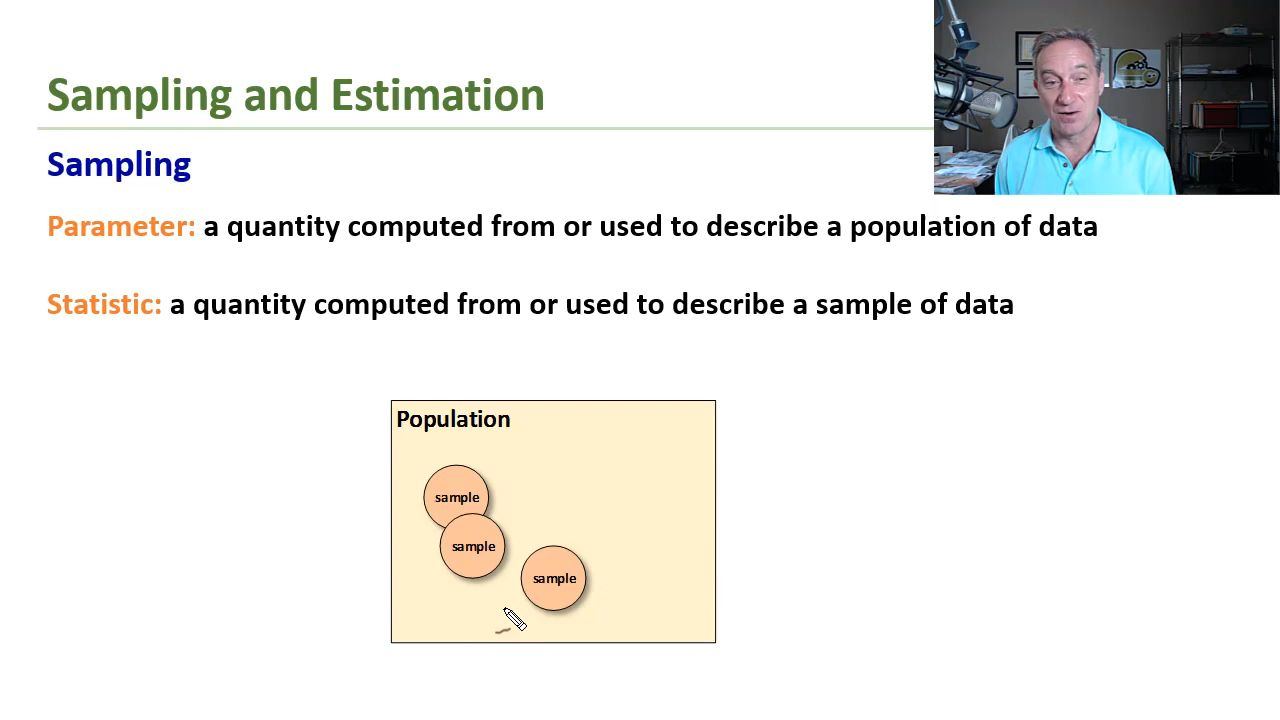 Sampling and Estimation
Sampling
Parameter: a quantity computed from or used to describe a population of data
Statistic: a quantity computed from or used to describe a sample of data
Population
sample
sample
sample